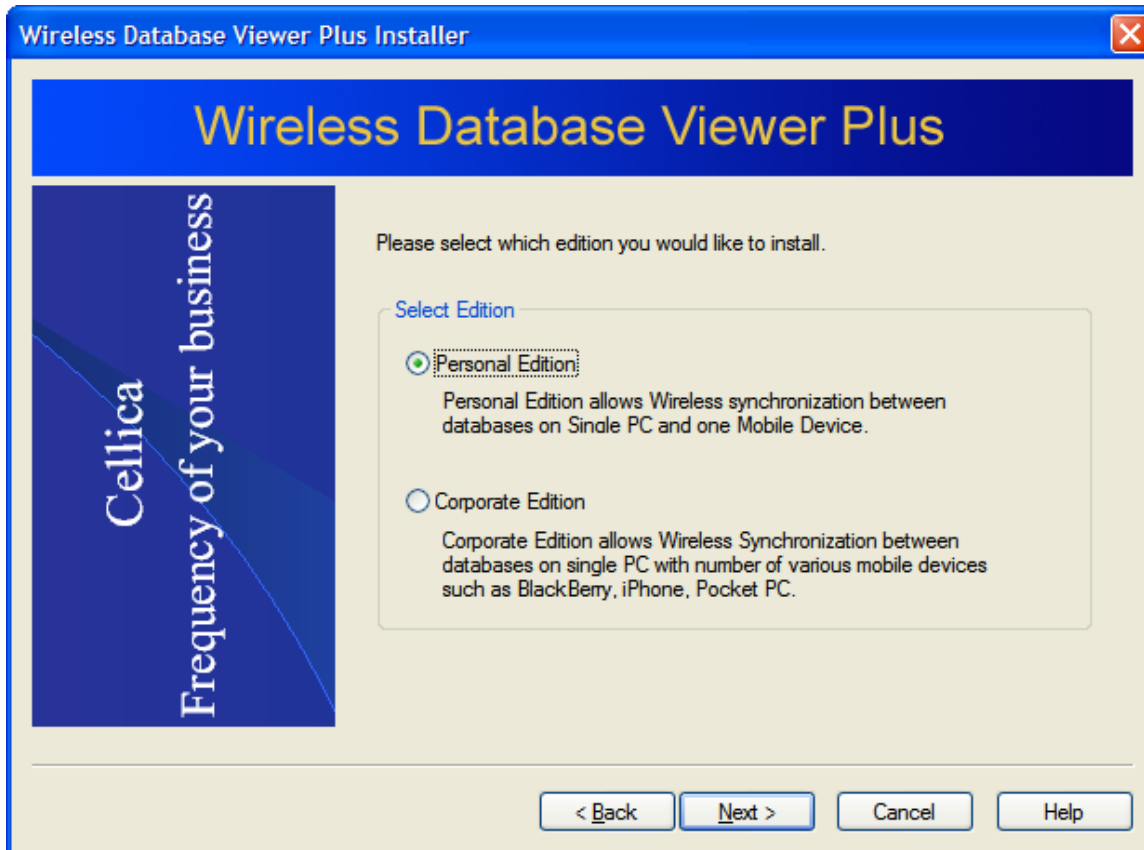 Wireless Database Viewer Plus Installer
Wireless Database Viewer Plus
Cellica
Frequency of your business
Please select which edition you would like to install.
Select Edition
Personal Edition
Personal Edition allows Wireless synchronization between
databases on Single PC and one Mobile Device.
Corporate Edition
Corporate Edition allows Wireless Synchronization between
databases on single PC with number of various mobile devices
such as BlackBerry, iPhone, Pocket PC.
< Back
Next >
Cancel
Help